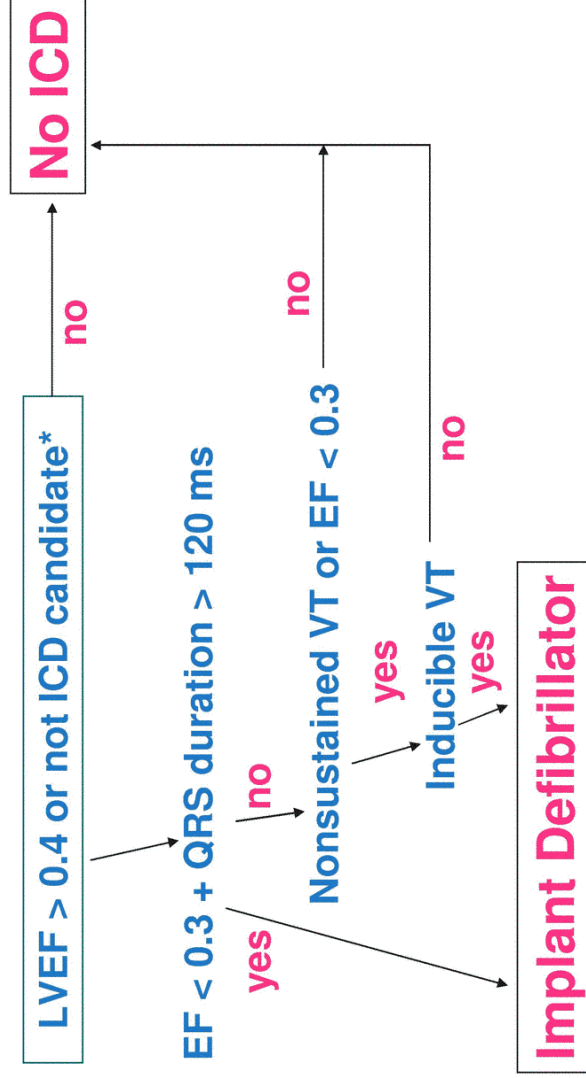 LVEF > 0.4 or not ICD candidate*
no
No ICD
EF < 0.3 + QRS duration > 120 ms
yes
no
Nonsustained VT or EF < 0.3
no
yes
Inducible VT
no
yes
Implant Defibrillator